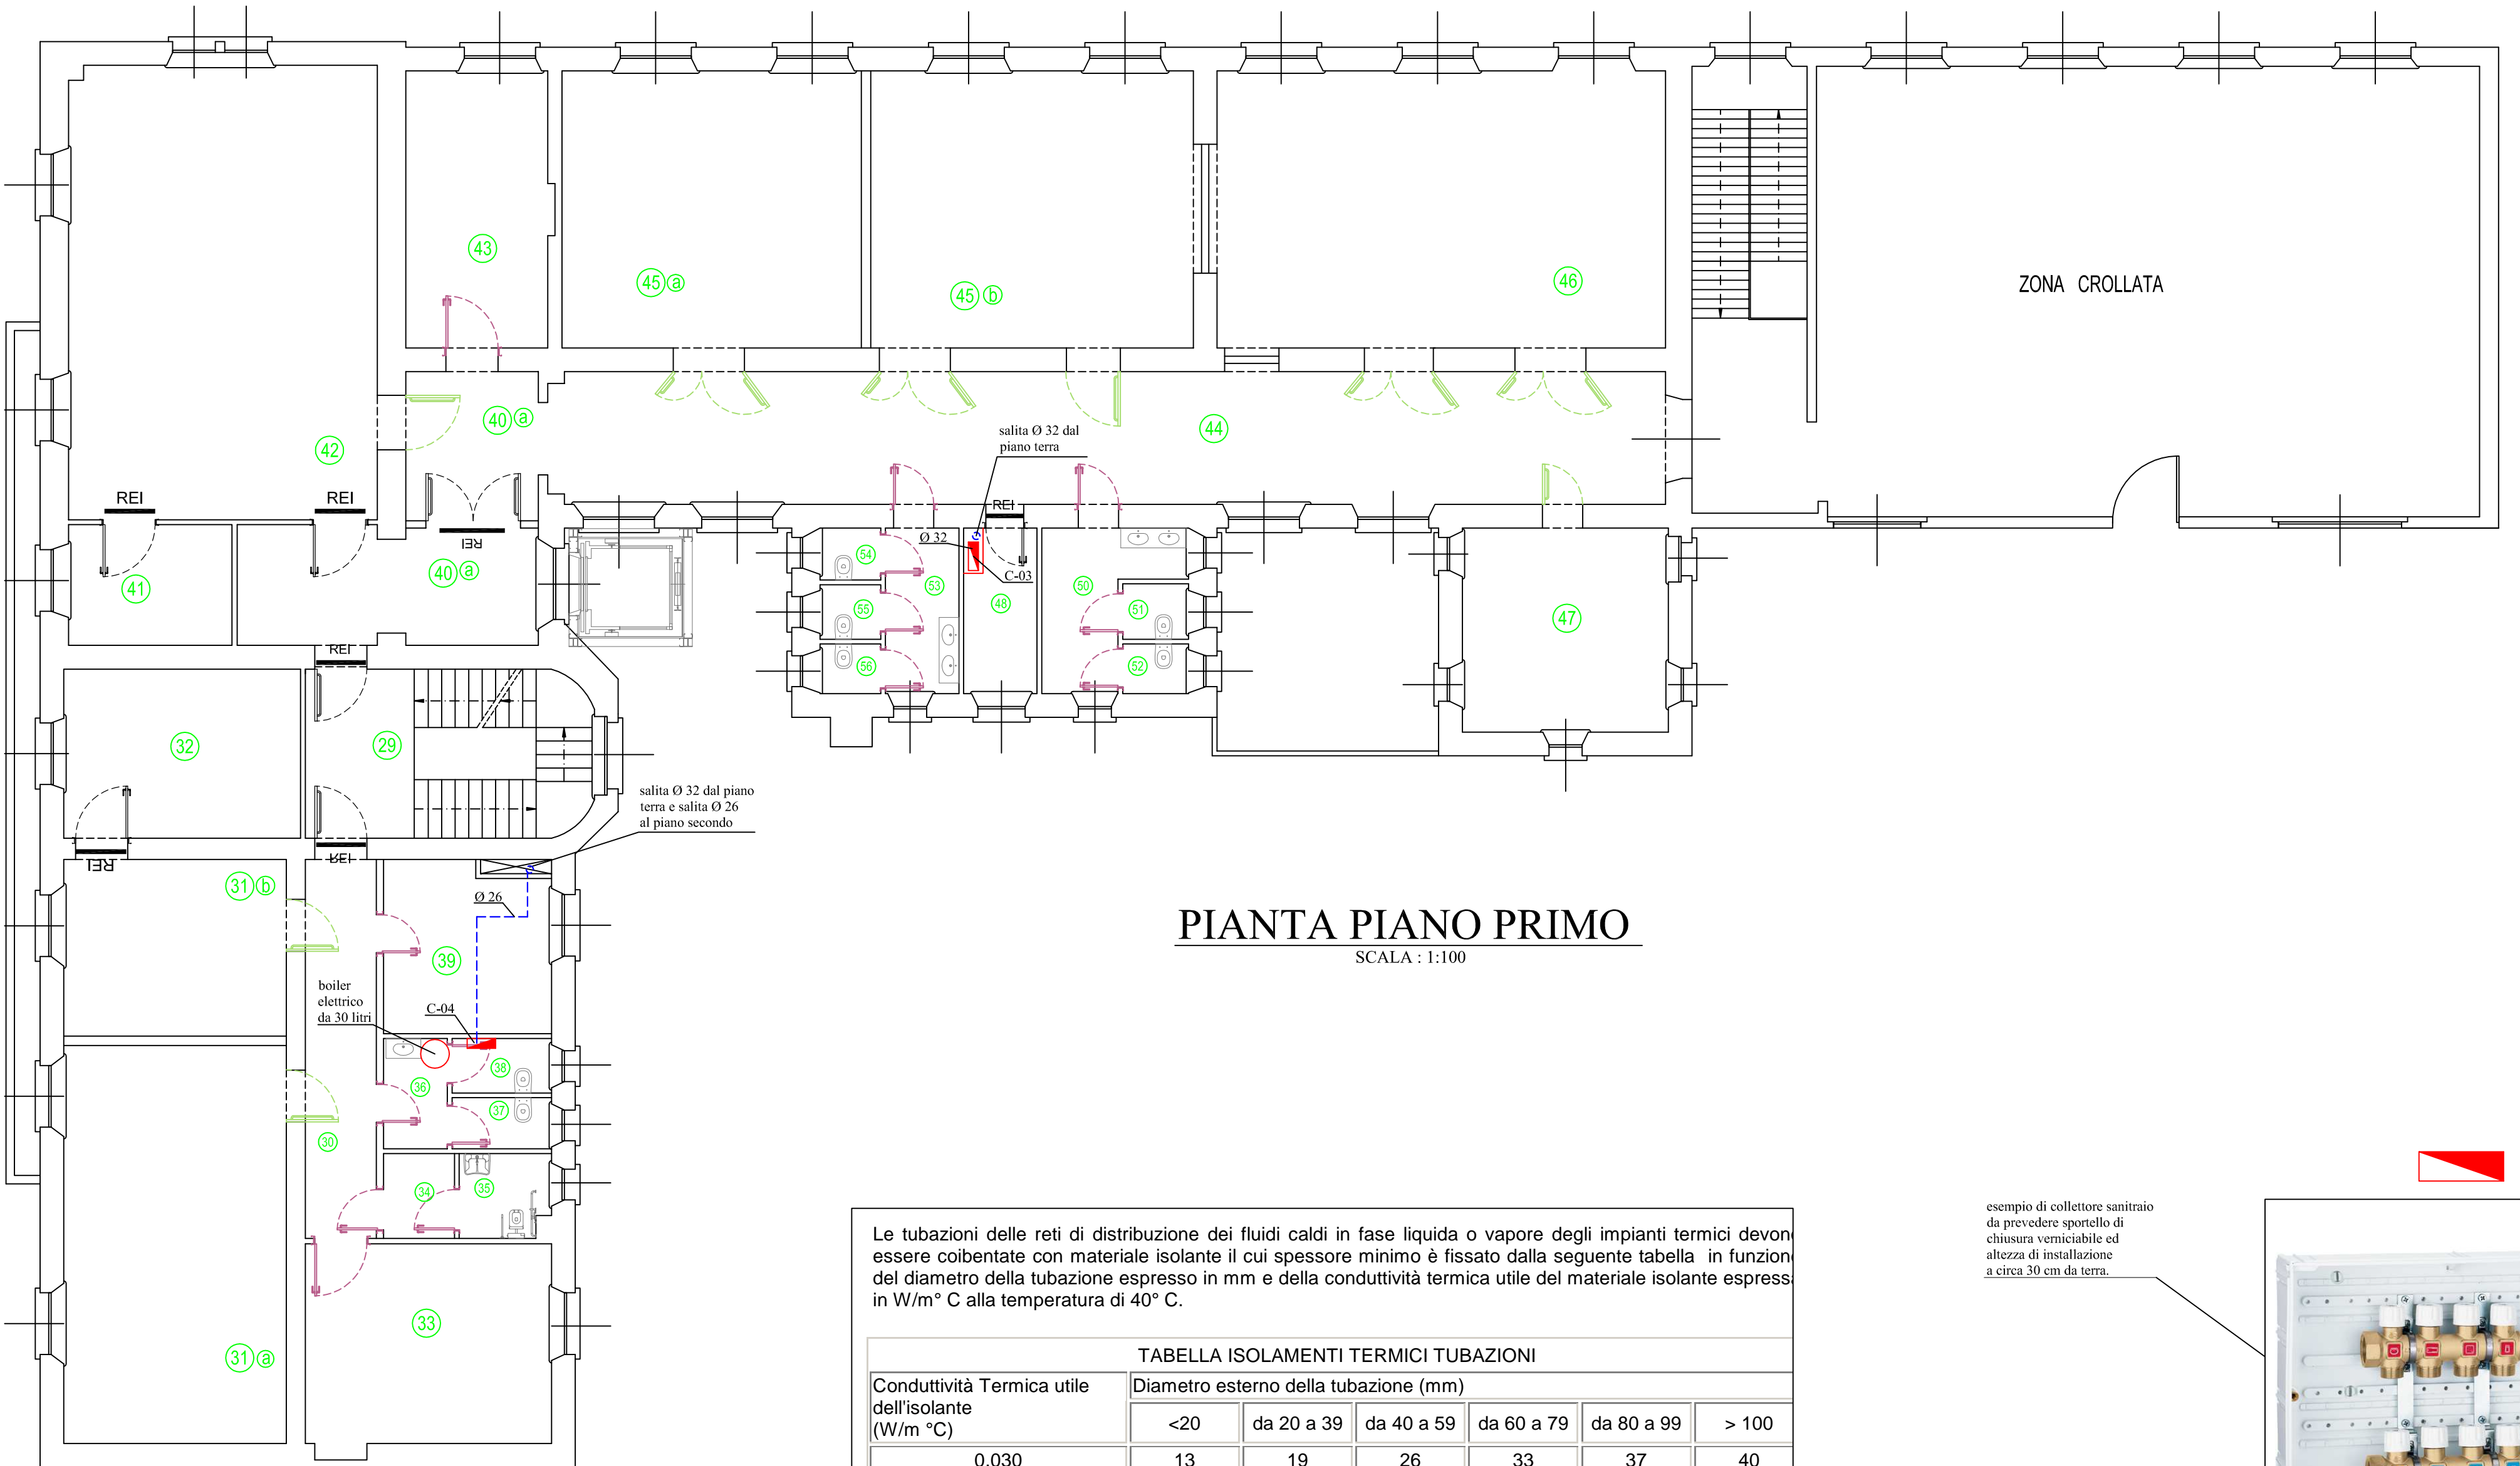 43
45 a
45 b
46
ZONA CROLLATA
40 a
42
44
salita Ø 32 dal
piano terra
REI
REI
REI
REI
41
40 a
Ø 32
C-03
54
53
55
56
48
50
51
52
47
REI
32
29
salita Ø 32 dal piano
terra e salita Ø 26
al piano secondo
REI
REI
31 b
Ø 26
39
PIANTA PIANO PRIMO
SCALA : 1:100
boiler
elettrico
da 30 litri
C-04
38
36
37
30
34
35
33
31 a
Le tubazioni delle reti di distribuzione dei fluidi caldi in fase liquida o vapore degli impianti termici devon
essere coibentate con materiale isolante il cui spessore minimo è fissato dalla seguente tabella in funzion
del diametro della tubazione espresso in mm e della conduttività termica utile del materiale isolante espress
in W/m° C alla temperatura di 40° C.
TABELLA ISOLAMENTI TERMICI TUBAZIONI
Conduttività Termica utile
dell'isolante
(W/m °C)
Diametro esterno della tubazione (mm)
<20 da 20 a 39 da 40 a 59 da 60 a 79 da 80 a 99 > 100
0.030 13 19 26 33 37 40
esempio di collettore sanitraio
da prevedere sportello di
chiusura verniciabile ed
altezza di installazione
a circa 30 cm da terra.